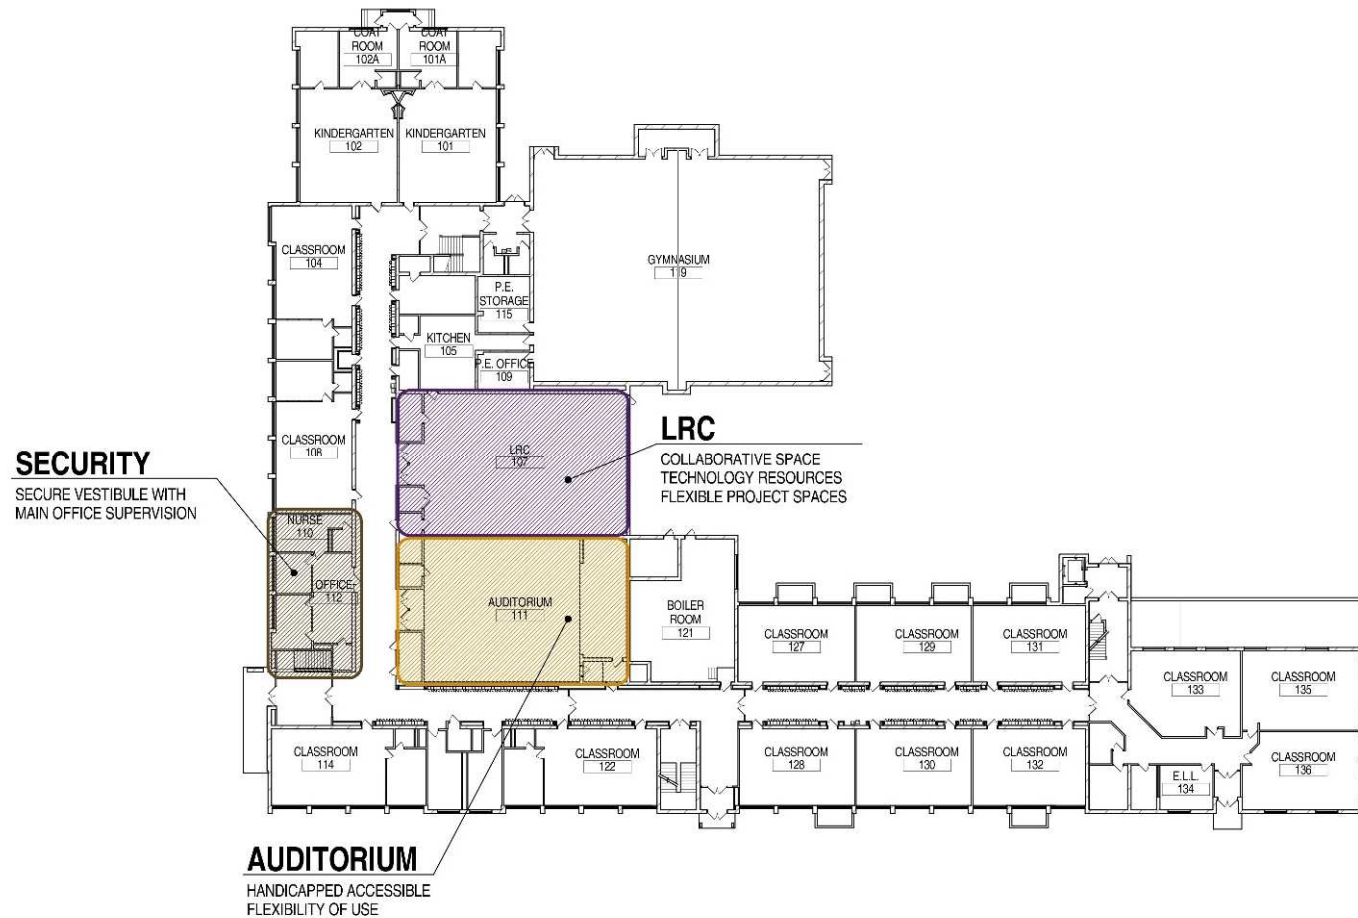 COAT
ROOM
102A
COAT
ROOM
101A
KINDERGARTEN
102
KINDERGARTEN
101
CLASSROOM
104
GYMNASIUM
119
P.E.
STORAGE
115
KITCHEN
105
P.E. OFFICE
109
CLASSROOM
108
LRC
107
LRC
COLLABORATIVE SPACE
TECHNOLOGY RESOURCES
FLEXIBLE PROJECT SPACES
SECURITY
SECURE VESTIBULE WITH
MAIN OFFICE SUPERVISION
NURSE
110
OFFICE
112
AUDITORIUM
111
BOILER
ROOM
121
CLASSROOM
127
CLASSROOM
129
CLASSROOM
131
CLASSROOM
133
CLASSROOM
135
CLASSROOM
114
CLASSROOM
122
CLASSROOM
128
CLASSROOM
130
CLASSROOM
132
E.L.L.
134
CLASSROOM
136
AUDITORIUM
HANDICAPPED ACCESSIBLE
FLEXIBILITY OF USE